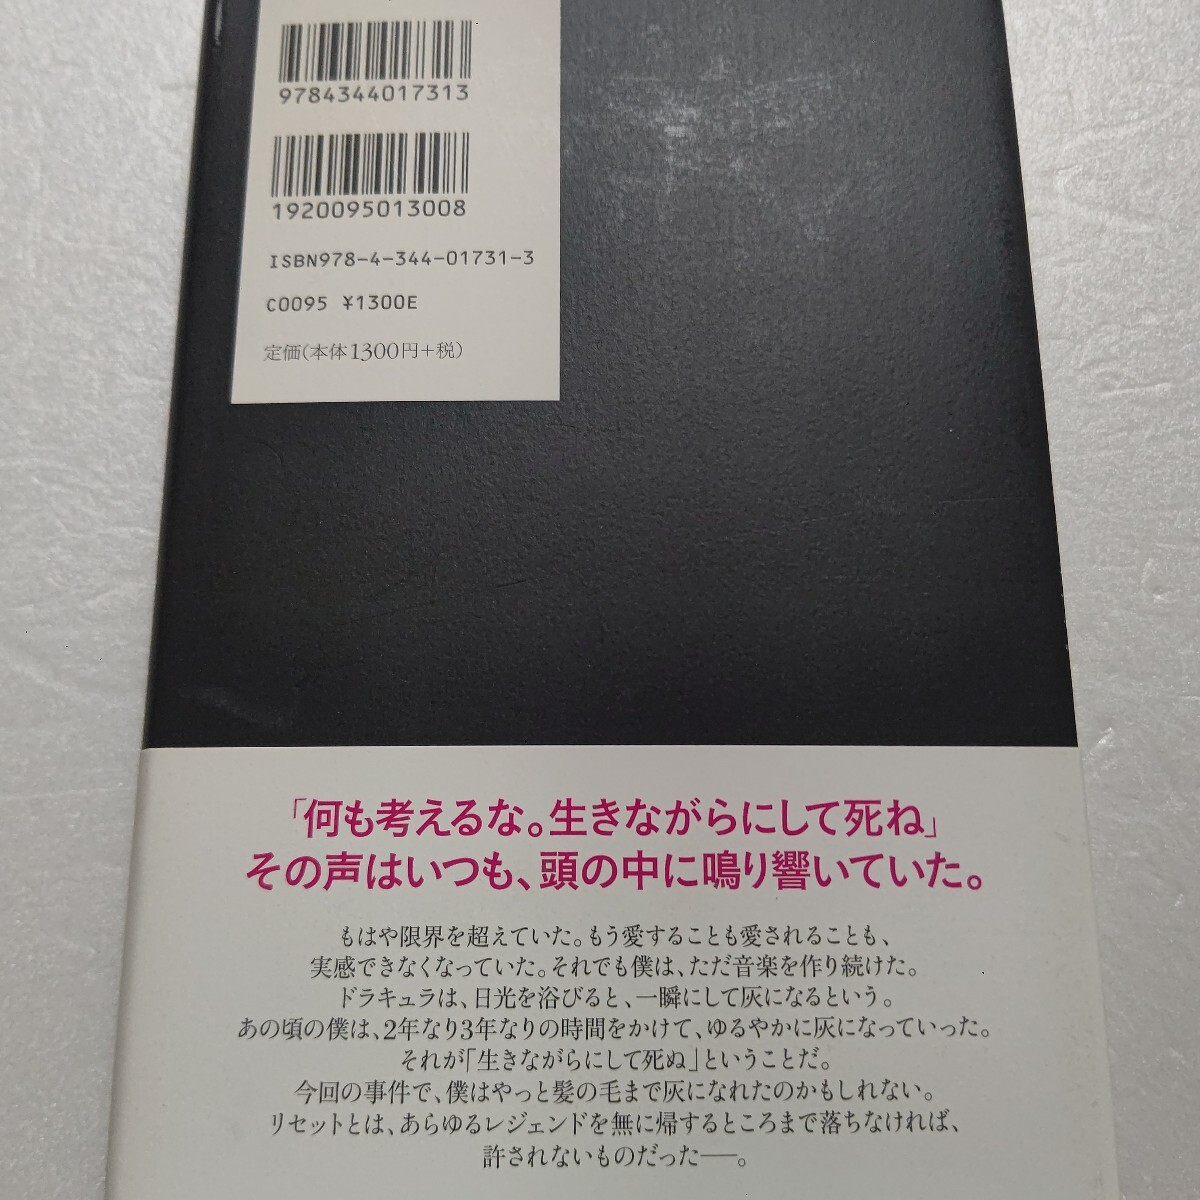 9784344017313
1920095013008
ISBN978-4-344-01731-3
C0095 ¥1300E
定価(本体1300円+税)
「何も考えるな。生きながらにして死ね」
その声はいつも、頭の中に鳴り響いていた。
もはや限界を超えていた。もう愛することも愛されることも、
実感できなくなっていた。それでも僕は、ただ音楽を作り続けた。
ドラキュラは、日光を浴びると、一瞬にして灰になるという。
あの頃の僕は、2年なり3年なりの時間をかけて、ゆるやかに灰になっていった。
それが「生きながらにして死ぬ」ということだ。
今回の事件で、僕はやっと髪の毛まで灰になれたのかもしれない。
リセットとは、あらゆるレジェンドを無に帰するところまで落ちなければ、
許されないものだった──。